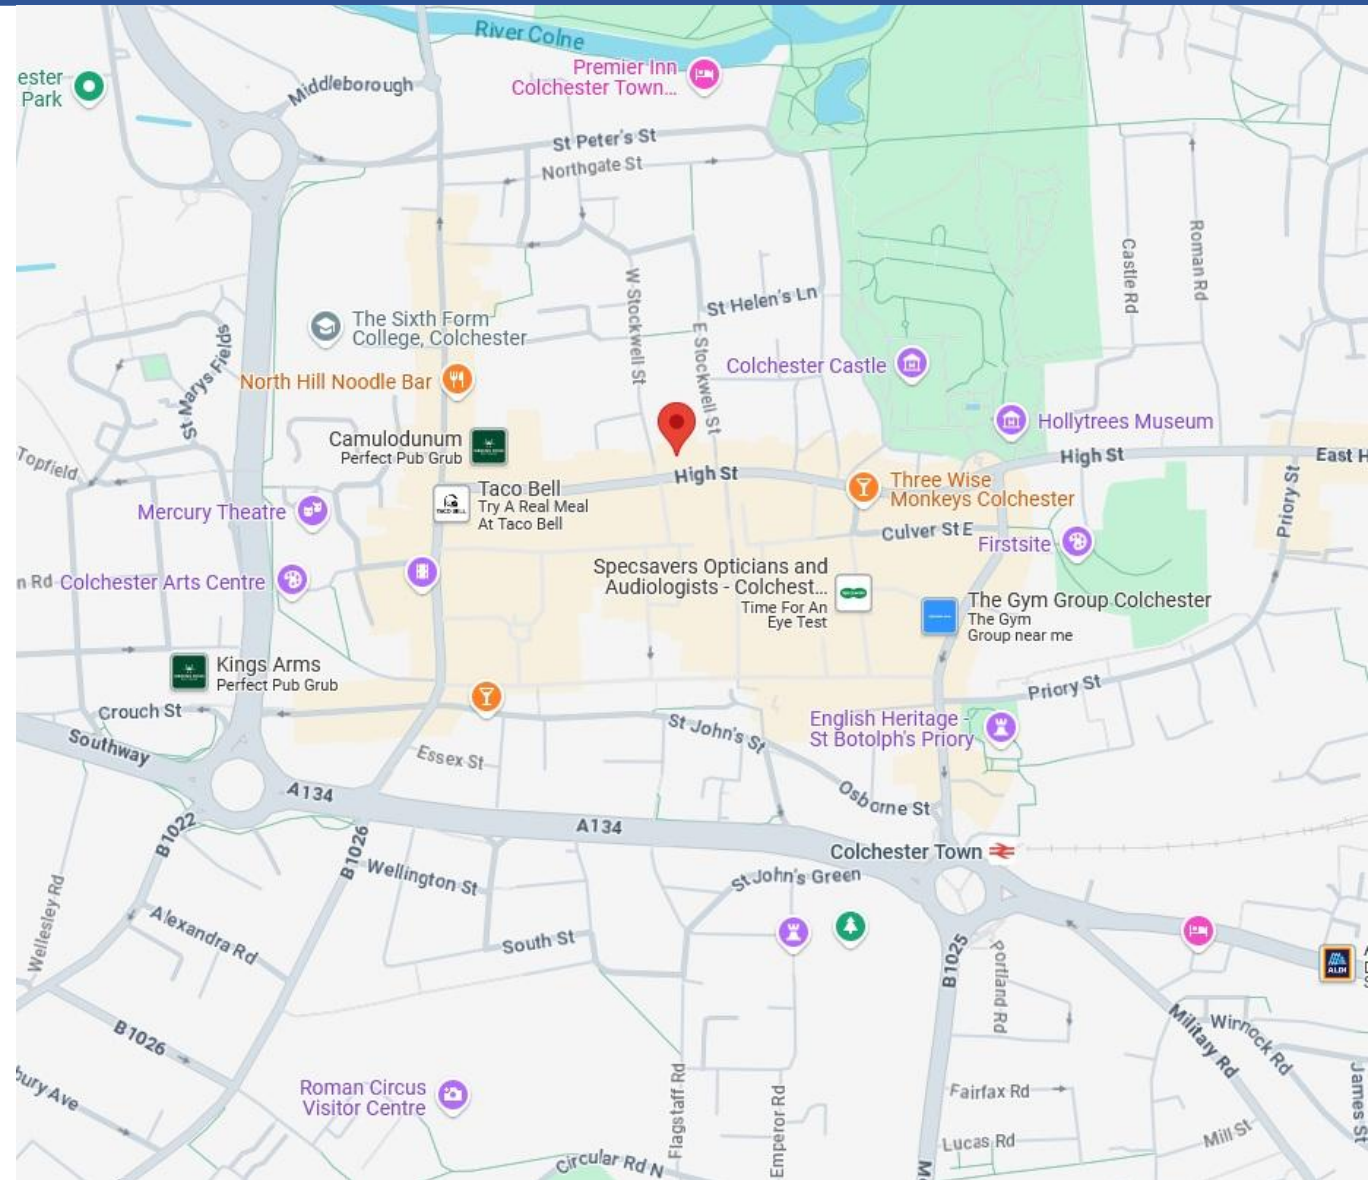 River Colne
ester
Park
Premier Inn
Colchester Town...
Middleborough
St Peter's St
Northgate St
Castle Rd
Roman Rd
W Stockwell St
E Stockwell St
St Helen's Ln
The Sixth Form
College, Colchester
St Marys Fields
North Hill Noodle Bar
Colchester Castle
Hollytrees Museum
Camulodunum
Perfect Pub Grub
Topfield
High St
High St
East H
Taco Bell
Try A Real Meal
At Taco Bell
TACO BELL
Three Wise
Monkeys Colchester
Priory St
Mercury Theatre
Culver St E
Firstsite
n Rd
Colchester Arts Centre
Specsavers Opticians and
Audiologists - Colchest...
Time For An
Eye Test
The Gym Group Colchester
The Gym
Group near me
Kings Arms
Perfect Pub Grub
Priory St
Crouch St
St John's St
English Heritage -
St Botolph's Priory
Southway
Essex St
A134
Osborne St
A134
B1022
B1026
Colchester Town
Wellington St
St John's Green
Wellesley Rd
Alexandra Rd
South St
B1025
Portland Rd
ALDI
B1026
Military Rd
Winnock Rd
bury Ave
Roman Circus
Visitor Centre
Flagstaff Rd
Emperor Rd
Fairfax Rd
James St
Lucas Rd
Mill St
Circular Rd N